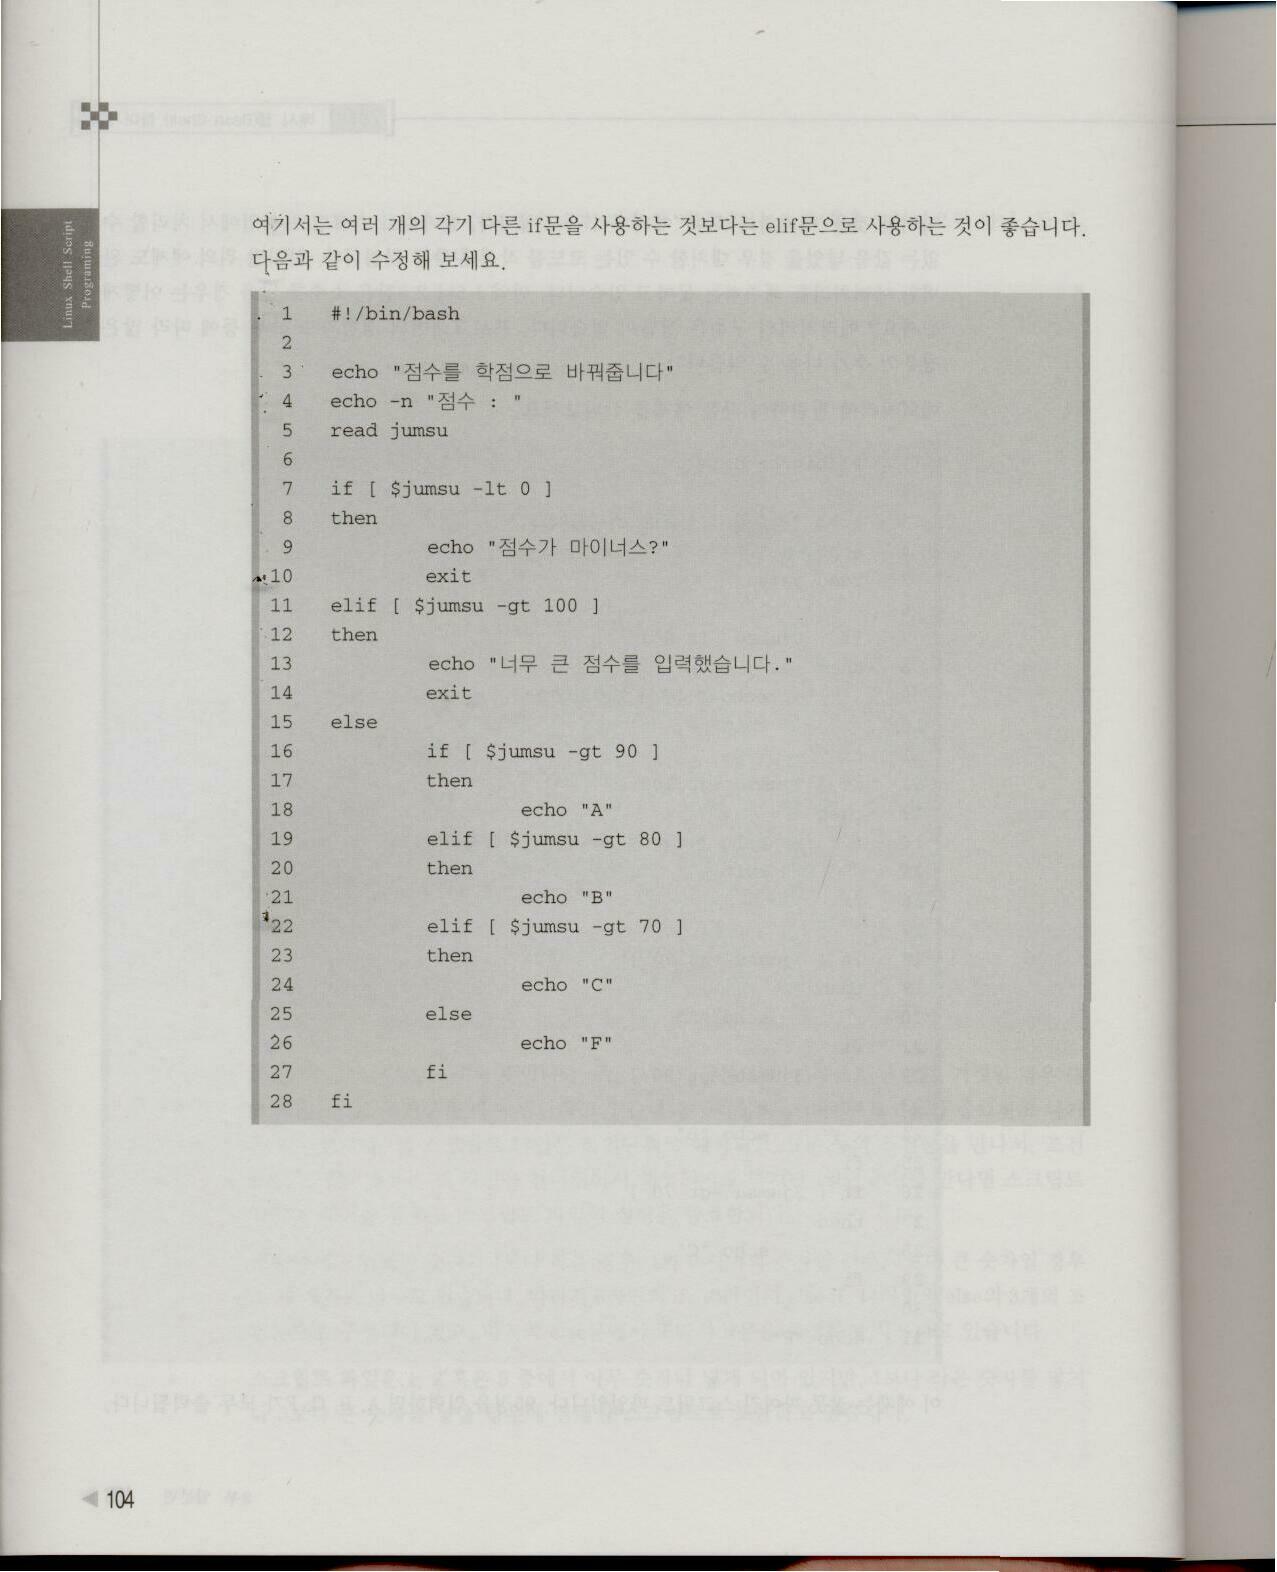 Linux Shell Script
Programing
여기서는 여러 개의 각기 다른 if문을 사용하는 것보다는 elif문으로 사용하는 것이 좋습니다.
다음과 같이 수정해 보세요.
1 #!/bin/bash
2
3 echo "점수를 학점으로 바꿔줍니다"
4 echo -n "점수 : "
5 read jumsu
6
7 if [ $jumsu -lt 0 ]
8 then
9 echo "점수가 마이너스?"
10 exit
11 elif [ $jumsu -gt 100 ]
12 then
13 echo "너무 큰 점수를 입력했습니다."
14 exit
15 else
16 if [ $jumsu -gt 90 ]
17 then
18 echo "A"
19 elif [ $jumsu -gt 80 ]
20 then
21 echo "B"
22 elif [ $jumsu -gt 70 ]
23 then
24 echo "C"
25 else
26 echo "F"
27 fi
28 fi
104